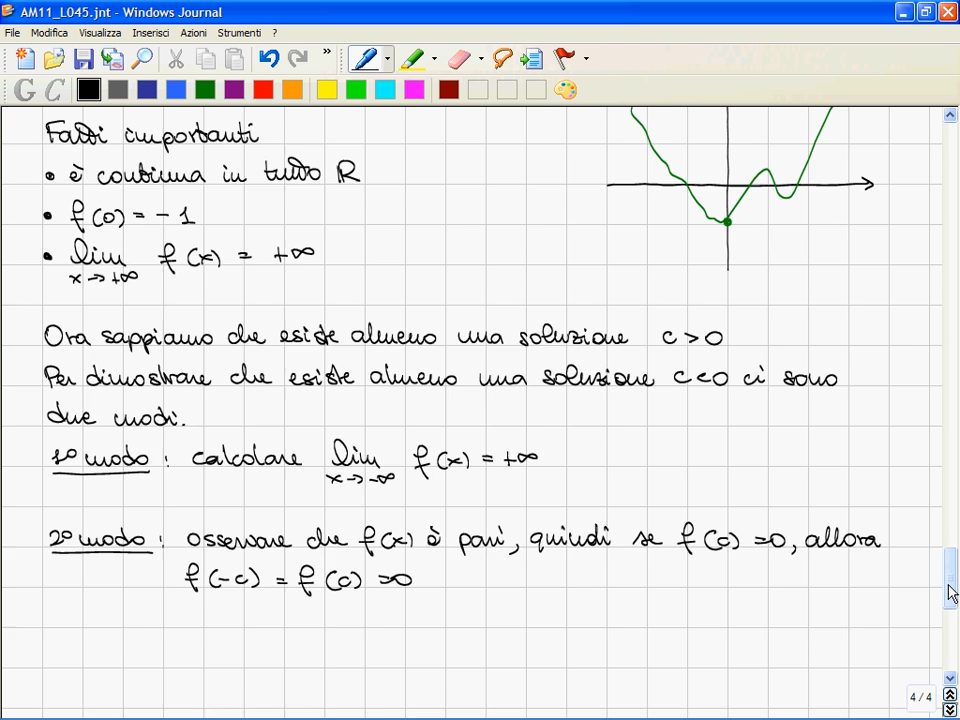 AM11_L045.jnt - Windows Journal
File Modifica Visualizza Inserisci Azioni Strumenti ?
G C
Fatti importanti
• è continua in tutto ℝ
• f(0) = -1
• lim f(x) = +∞
x→+∞
Ora sappiamo che esiste almeno una soluzione c>0
Per dimostrare che esiste almeno una soluzione c<0 ci sono
due modi.
1º modo : calcolare lim f(x) = +∞
x→-∞
2º modo : osservare che f(x) è pari, quindi se f(c) =0, allora
f(-c) = f(c) =0
4 / 4